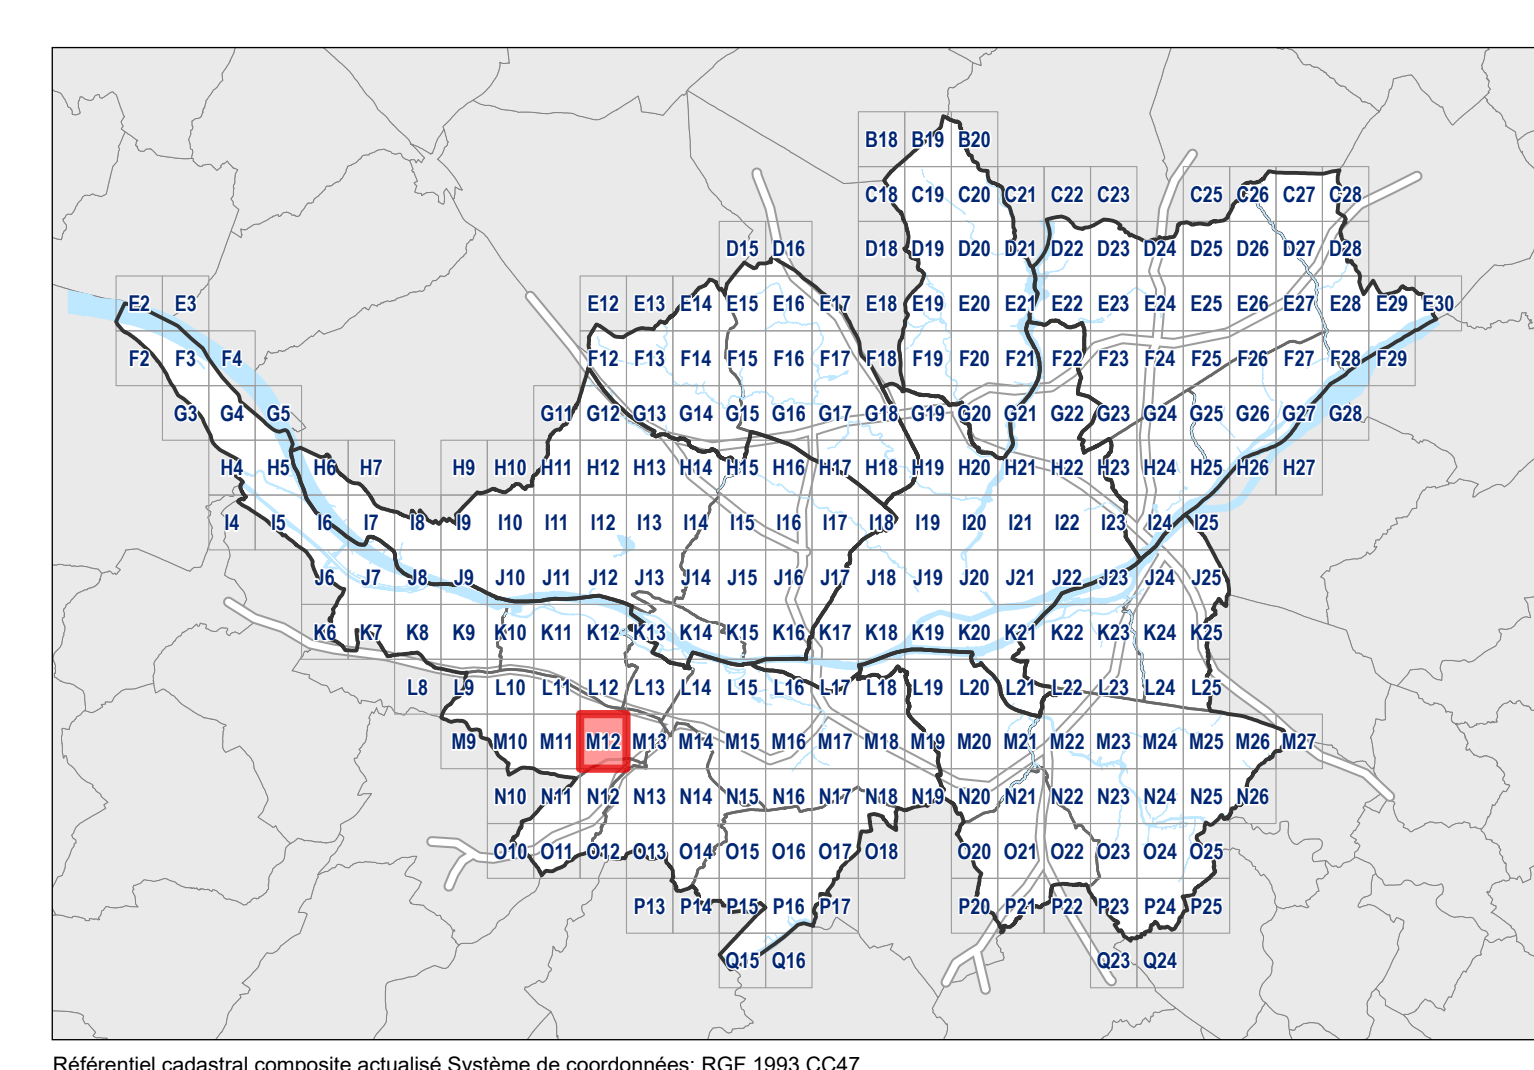 B18 B19 B20
C18 C19 C20 C21 C22 C23 C25 C26 C27 C28
D15 D16 D18 D19 D20 D21 D22 D23 D24 D25 D26 D27 D28
E2 E3 E12 E13 E14 E15 E16 E17 E18 E19 E20 E21 E22 E23 E24 E25 E26 E27 E28 E29 E30
F2 F3 F4 F12 F13 F14 F15 F16 F17 F18 F19 F20 F21 F22 F23 F24 F25 F26 F27 F28 F29
G3 G4 G5 G11 G12 G13 G14 G15 G16 G17 G18 G19 G20 G21 G22 G23 G24 G25 G26 G27 G28
H4 H5 H6 H7 H9 H10 H11 H12 H13 H14 H15 H16 H17 H18 H19 H20 H21 H22 H23 H24 H25 H26 H27
I4 I5 I6 I7 I8 I9 I10 I11 I12 I13 I14 I15 I16 I17 I18 I19 I20 I21 I22 I23 I24 I25
J6 J7 J8 J9 J10 J11 J12 J13 J14 J15 J16 J17 J18 J19 J20 J21 J22 J23 J24 J25
K6 K7 K8 K9 K10 K11 K12 K13 K14 K15 K16 K17 K18 K19 K20 K21 K22 K23 K24 K25
L8 L9 L10 L11 L12 L13 L14 L15 L16 L17 L18 L19 L20 L21 L22 L23 L24 L25
M9 M10 M11 M12 M13 M14 M15 M16 M17 M18 M19 M20 M21 M22 M23 M24 M25 M26 M27
N10 N11 N12 N13 N14 N15 N16 N17 N18 N19 N20 N21 N22 N23 N24 N25 N26
O10 O11 O12 O13 O14 O15 O16 O17 O18 O20 O21 O22 O23 O24 O25
P13 P14 P15 P16 P17 P20 P21 P22 P23 P24 P25
Q15 Q16 Q23 Q24
Référentiel cadastral composite actualisé Système de coordonnées: RGF 1993 CC47